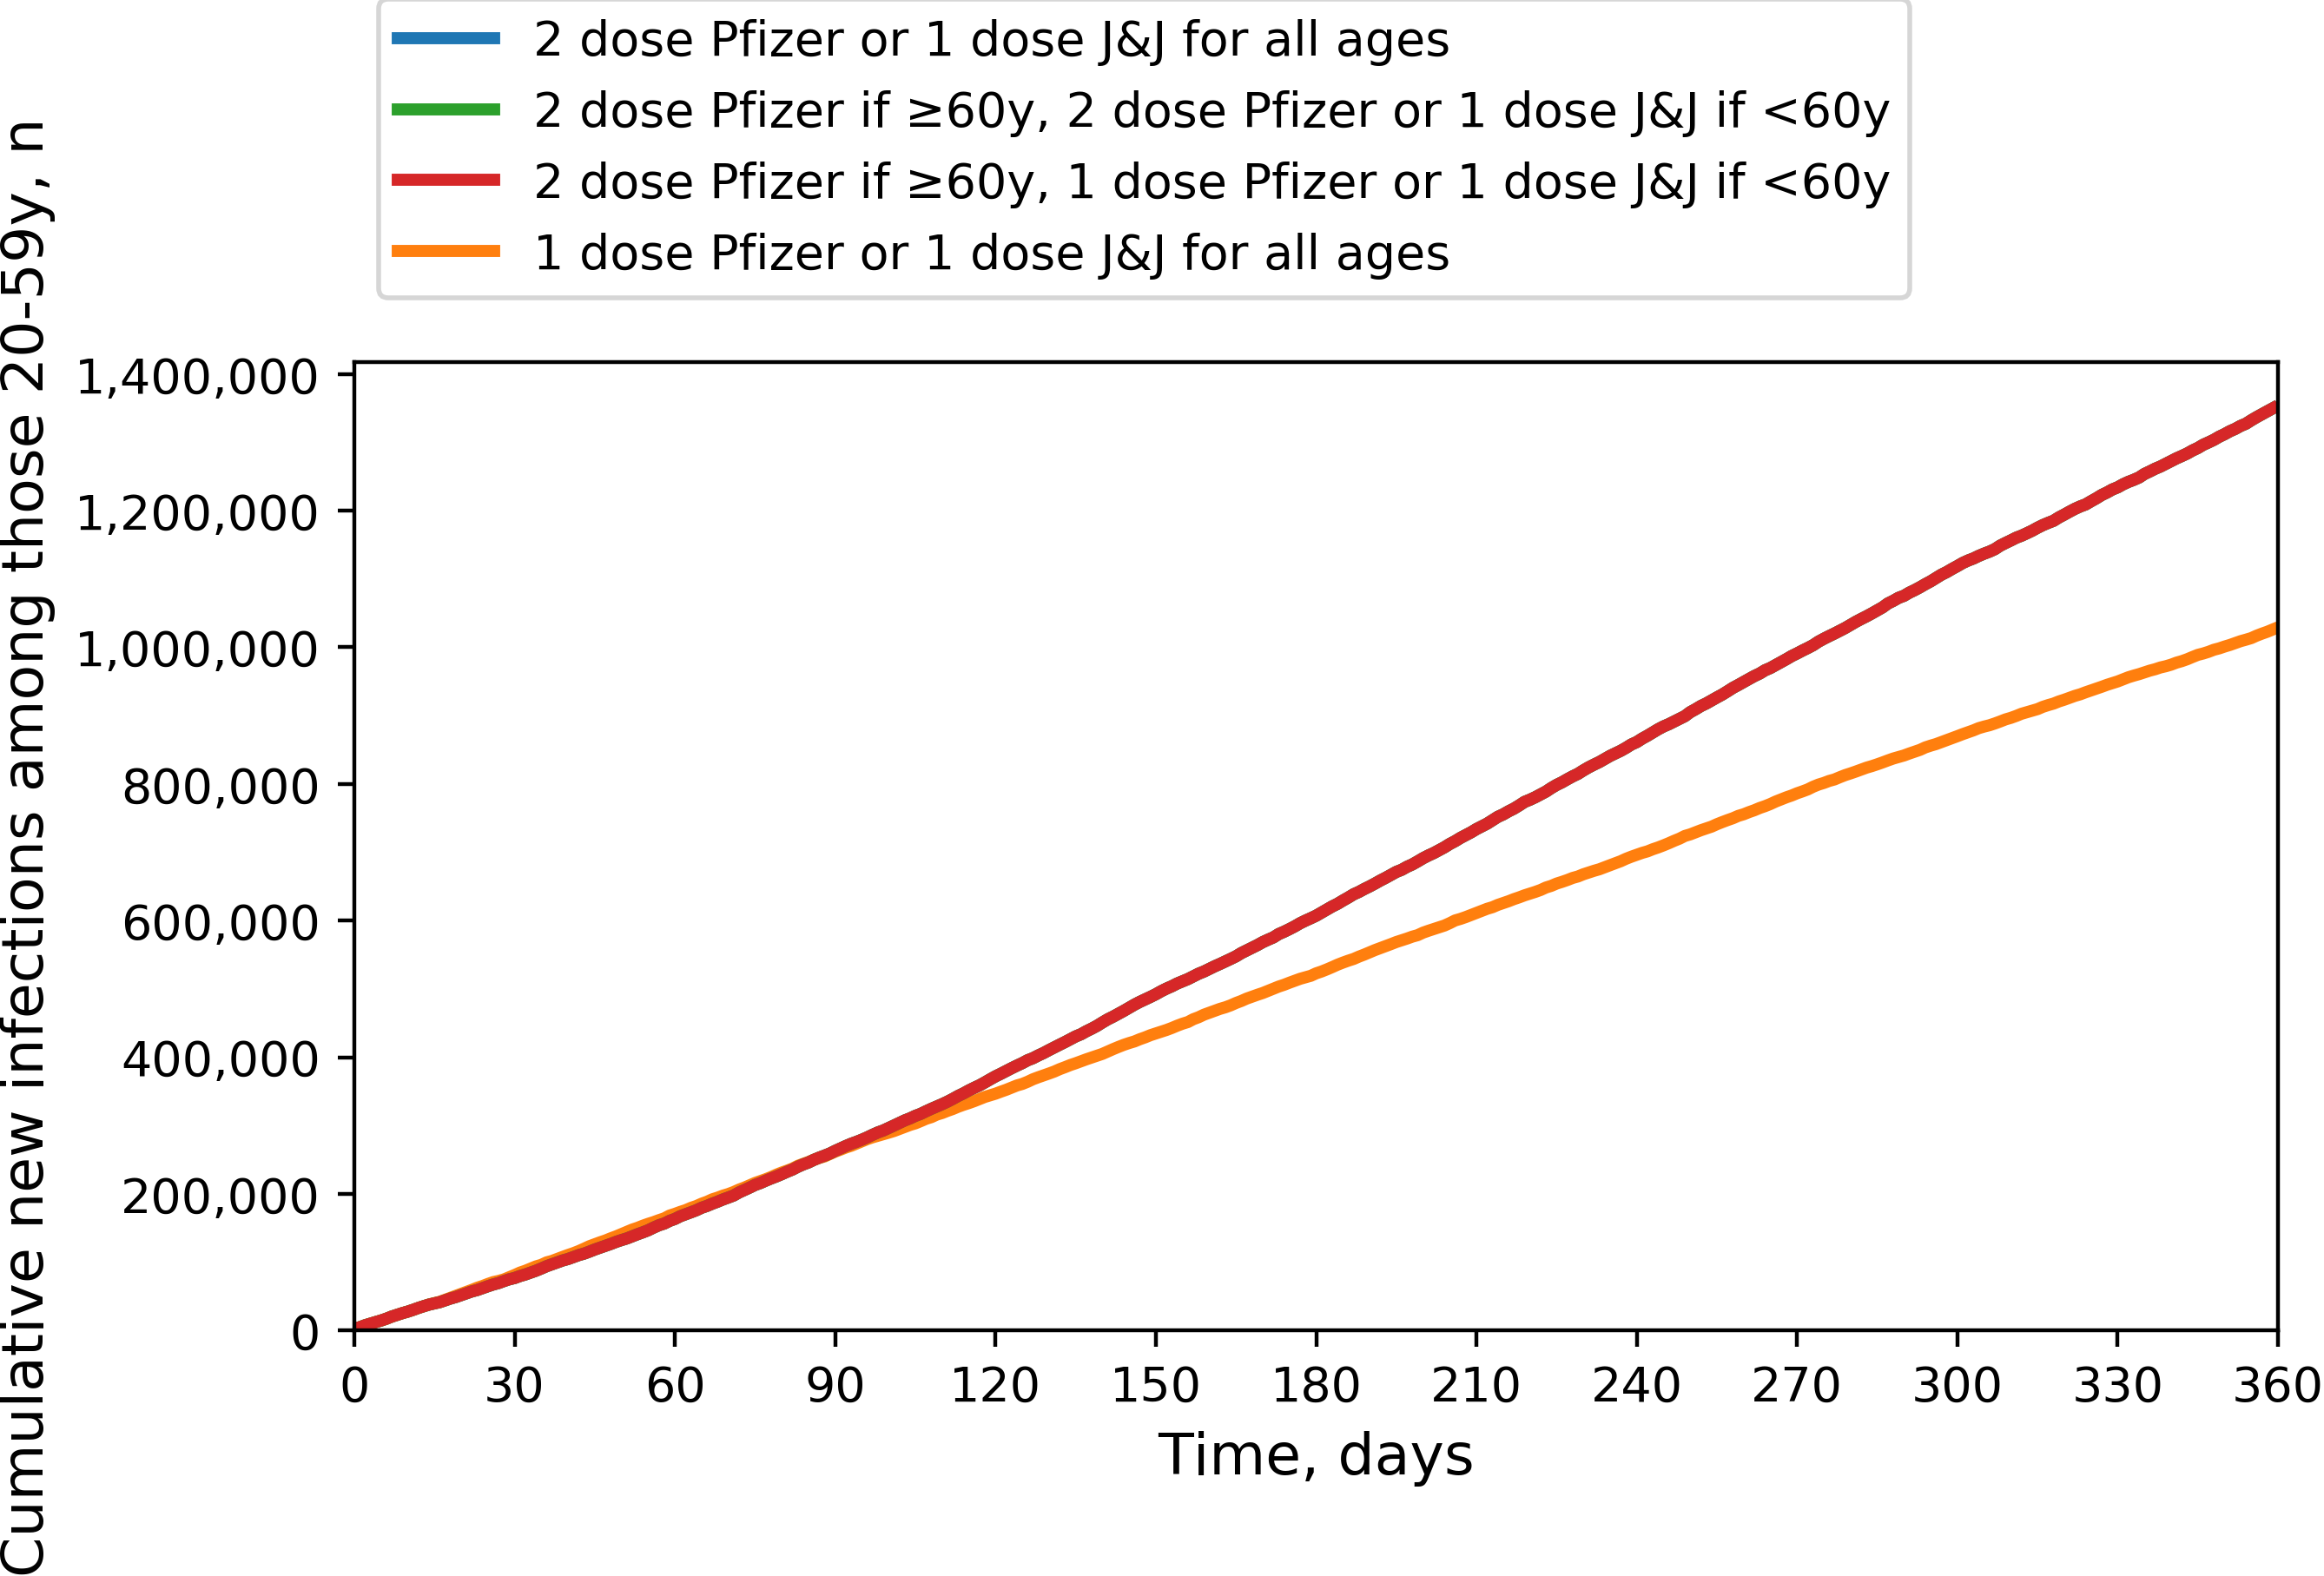 2 dose Pfizer or 1 dose J&J for all ages
2 dose Pfizer if ≥60y, 2 dose Pfizer or 1 dose J&J if <60y
2 dose Pfizer if ≥60y, 1 dose Pfizer or 1 dose J&J if <60y
1 dose Pfizer or 1 dose J&J for all ages
Cumulative new infections among those 20-59y, n
1,400,000
1,200,000
1,000,000
800,000
600,000
400,000
200,000
0
0 30 60 90 120 150 180 210 240 270 300 330 360
Time, days